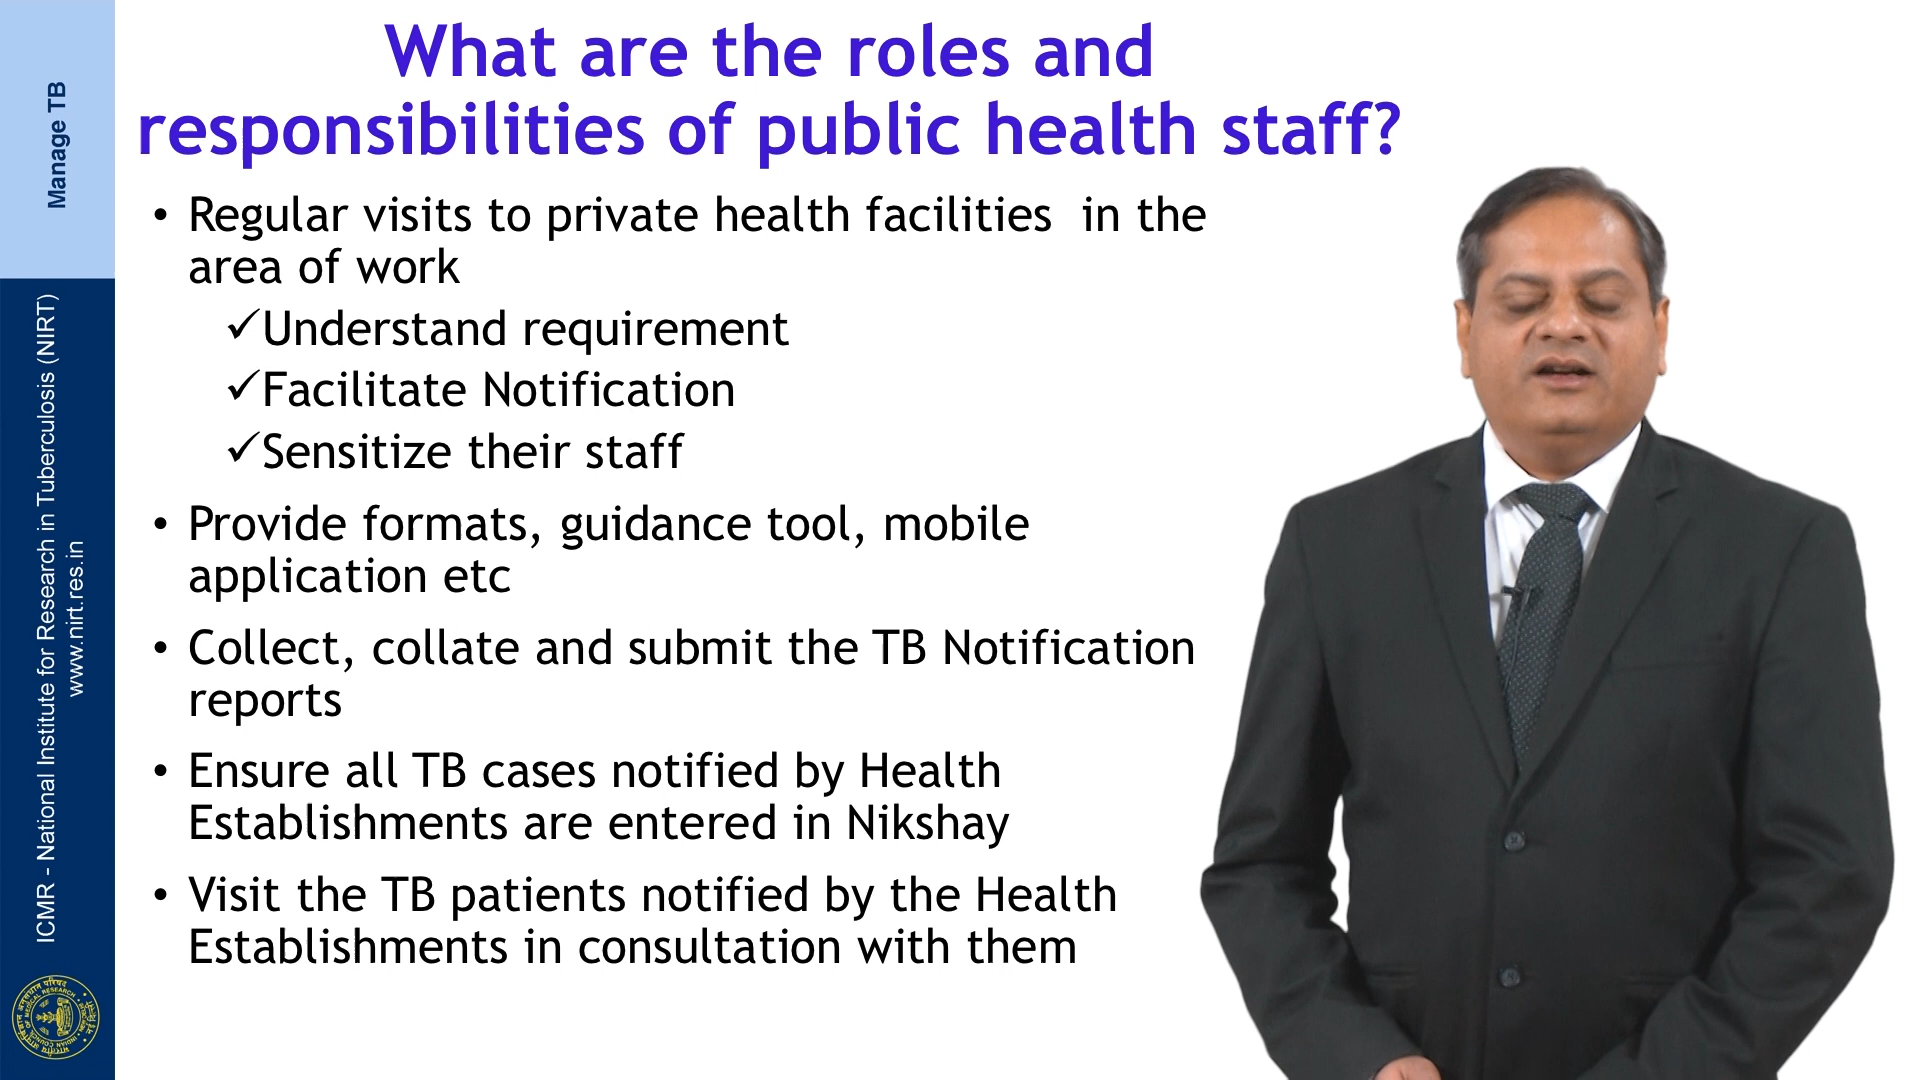 What are the roles and
responsibilities of public health staff?
• Regular visits to private health facilities in the
area of work
✓Understand requirement
✓Facilitate Notification
✓Sensitize their staff
• Provide formats, guidance tool, mobile
application etc
• Collect, collate and submit the TB Notification
reports
• Ensure all TB cases notified by Health
Establishments are entered in Nikshay
• Visit the TB patients notified by the Health
Establishments in consultation with them
Manage TB
ICMR - National Institute for Research in Tuberculosis (NIRT)
www.nirt.res.in